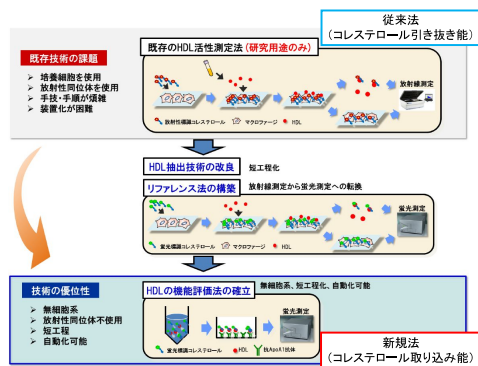 従来法
（コレステロール引き抜き能）
既存技術の課題
➢ 培養細胞を使用
➢ 放射性同位体を使用
➢ 手技・手順が煩雑
➢ 装置化が困難
既存のHDL活性測定法（研究用途のみ）
放射線測定
放射性標識コレステロール マクロファージ HDL
HDL抽出技術の改良 短工程化
リファレンス法の構築 放射線測定から蛍光測定への転換
蛍光測定
蛍光標識コレステロール マクロファージ HDL
技術の優位性
➢ 無細胞系
➢ 放射性同位体不使用
➢ 短工程
➢ 自動化可能
HDLの機能評価法の確立 無細胞系、短工程化、自動化可能
蛍光測定
蛍光標識コレステロール HDL 抗ApoA1抗体
新規法
（コレステロール取り込み能）